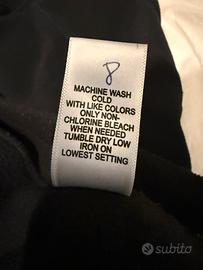 8
MACHINE WASH
COLD
WITH LIKE COLORS
ONLY NON-
CHLORINE BLEACH
WHEN NEEDED
TUMBLE DRY LOW
IRON ON
LOWEST SETTING
subito